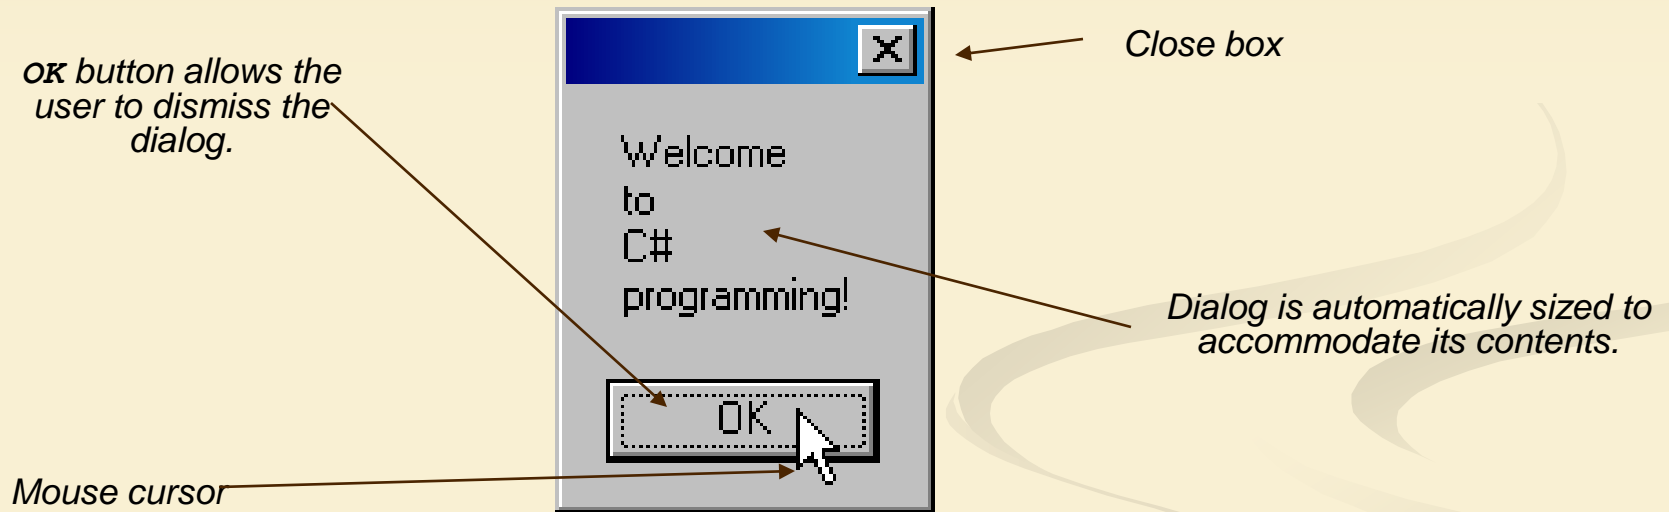 OK button allows the
user to dismiss the
dialog.
Close box
Welcome
to
C#
programming!
Dialog is automatically sized to
accommodate its contents.
OK
Mouse cursor